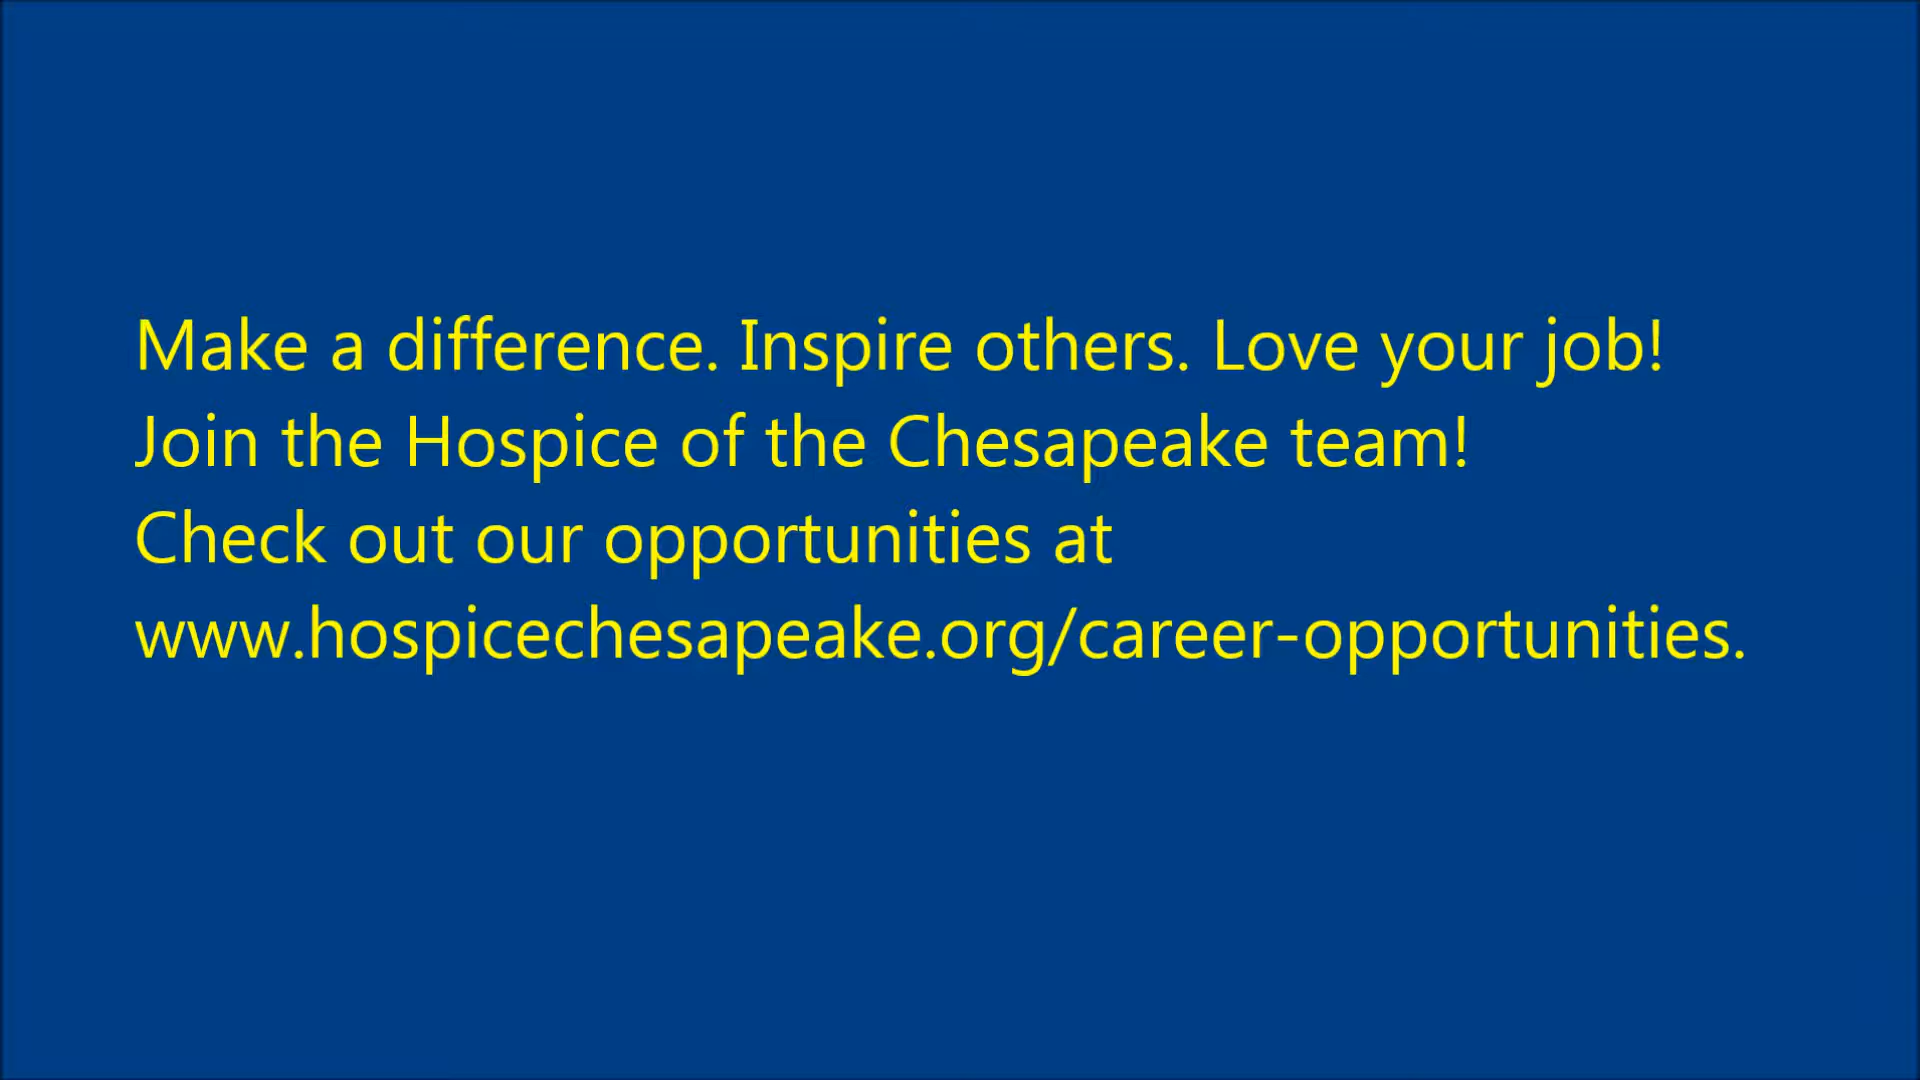 Make a difference. Inspire others. Love your job!
Join the Hospice of the Chesapeake team!
Check out our opportunities at
www.hospicechesapeake.org/career-opportunities.